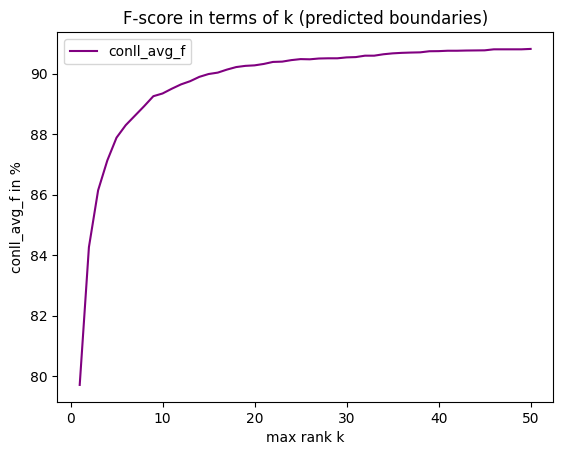 F-score in terms of k (predicted boundaries)
conll_avg_f
conll_avg_f in %
90
88
86
84
82
80
0 10 20 30 40 50
max rank k